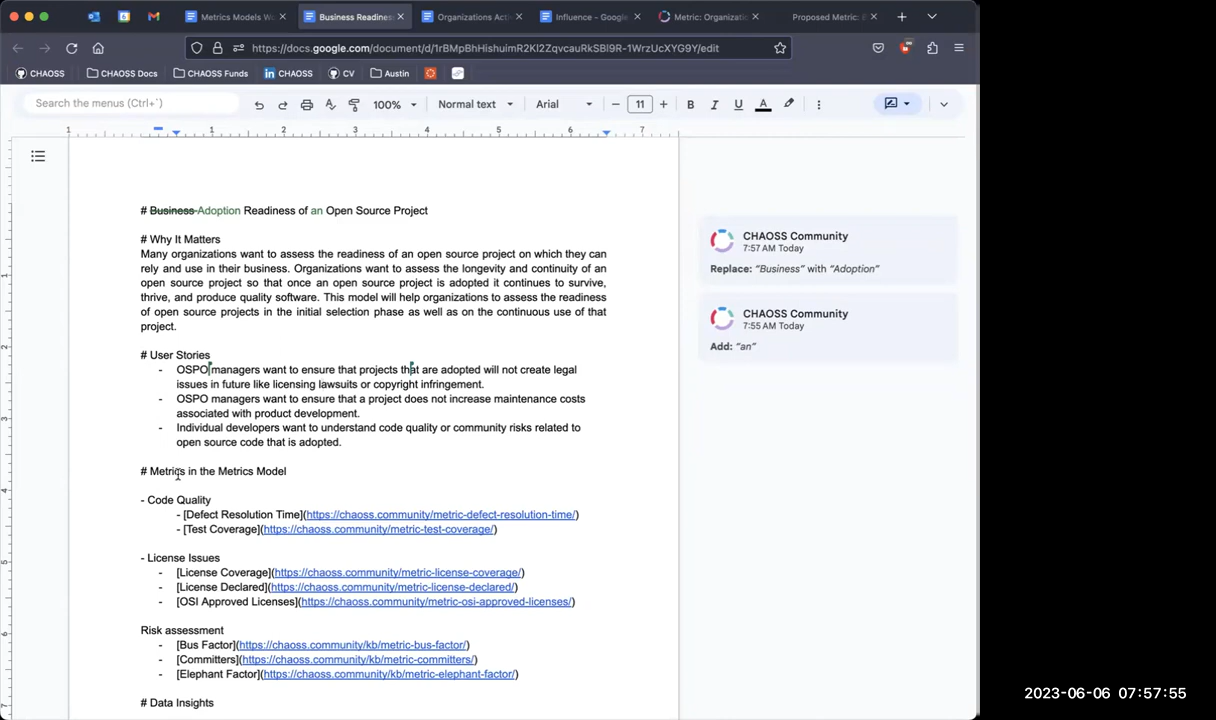 Metrics Models Wo
Business Readines
Organizations Acti
Influence - Google
Metric: Organizati
Proposed Metric: E
https://docs.google.com/document/d/1rBMpBhHishuimR2Kl2ZqvcauRkSBl9R-1WrzUcXYG9Y/edit
CHAOSS
CHAOSS Docs
CHAOSS Funds
CHAOSS
CV
Austin
Search the menus (Ctrl+`)
100%
Normal text
Arial
11
B I U A
1 1 2 3 4 5 6 7
# Business Adoption Readiness of an Open Source Project
# Why It Matters
Many organizations want to assess the readiness of an open source project on which they can
rely and use in their business. Organizations want to assess the longevity and continuity of an
open source project so that once an open source project is adopted it continues to survive,
thrive, and produce quality software. This model will help organizations to assess the readiness
of open source projects in the initial selection phase as well as on the continuous use of that
project.
# User Stories
- OSPO managers want to ensure that projects that are adopted will not create legal
issues in future like licensing lawsuits or copyright infringement.
- OSPO managers want to ensure that a project does not increase maintenance costs
associated with product development.
- Individual developers want to understand code quality or community risks related to
open source code that is adopted.
# Metrics in the Metrics Model
- Code Quality
- [Defect Resolution Time](https://chaoss.community/metric-defect-resolution-time/)
- [Test Coverage](https://chaoss.community/metric-test-coverage/)
- License Issues
- [License Coverage](https://chaoss.community/metric-license-coverage/)
- [License Declared](https://chaoss.community/metric-license-declared/)
- [OSI Approved Licenses](https://chaoss.community/metric-osi-approved-licenses/)
Risk assessment
- [Bus Factor](https://chaoss.community/kb/metric-bus-factor/)
- [Committers](https://chaoss.community/kb/metric-committers/)
- [Elephant Factor](https://chaoss.community/kb/metric-elephant-factor/)
# Data Insights
CHAOSS Community
7:57 AM Today
Replace: "Business" with "Adoption"
CHAOSS Community
7:55 AM Today
Add: "an"
2023-06-06 07:57:55